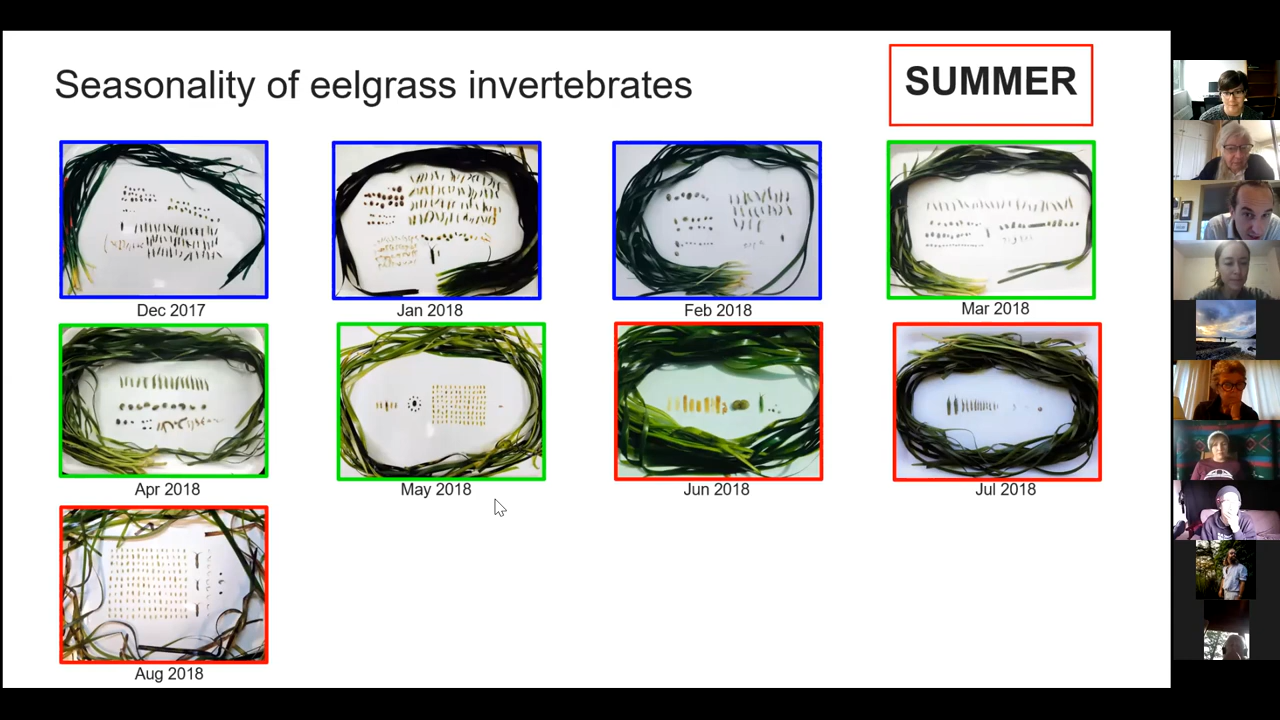 Seasonality of eelgrass invertebrates
SUMMER
Dec 2017
Jan 2018
Feb 2018
Mar 2018
Apr 2018
May 2018
Jun 2018
Jul 2018
Aug 2018